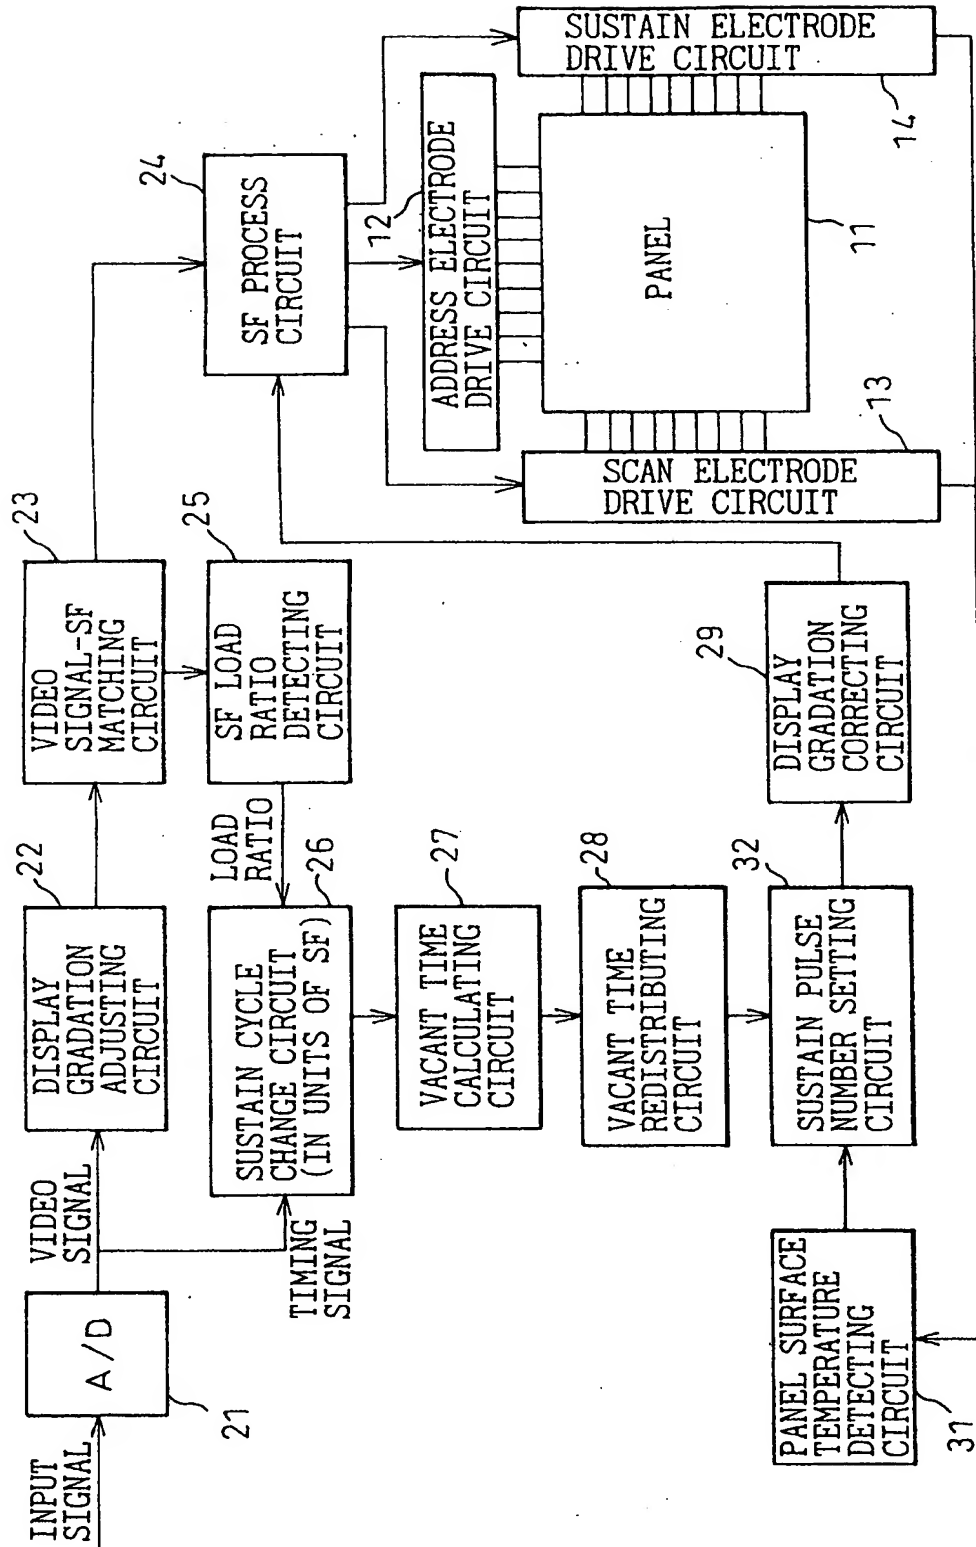 INPUT
SIGNAL
A/D
21
VIDEO
SIGNAL
TIMING
SIGNAL
DISPLAY
GRADATION
ADJUSTING
CIRCUIT
22
VIDEO
SIGNAL-SF
MATCHING
CIRCUIT
23
SF PROCESS
CIRCUIT
24
SF LOAD
RATIO
DETECTING
CIRCUIT
25
LOAD
RATIO
SUSTAIN CYCLE
CHANGE CIRCUIT
(IN UNITS OF SF)
26
VACANT TIME
CALCULATING
CIRCUIT
27
VACANT TIME
REDISTRIBUTING
CIRCUIT
28
SUSTAIN PULSE
NUMBER SETTING
CIRCUIT
32
DISPLAY
GRADATION
CORRECTING
CIRCUIT
29
PANEL SURFACE
TEMPERATURE
DETECTING
CIRCUIT
31
ADDRESS ELECTRODE
DRIVE CIRCUIT
12
SCAN ELECTRODE
DRIVE CIRCUIT
13
PANEL
11
SUSTAIN ELECTRODE
DRIVE CIRCUIT
14